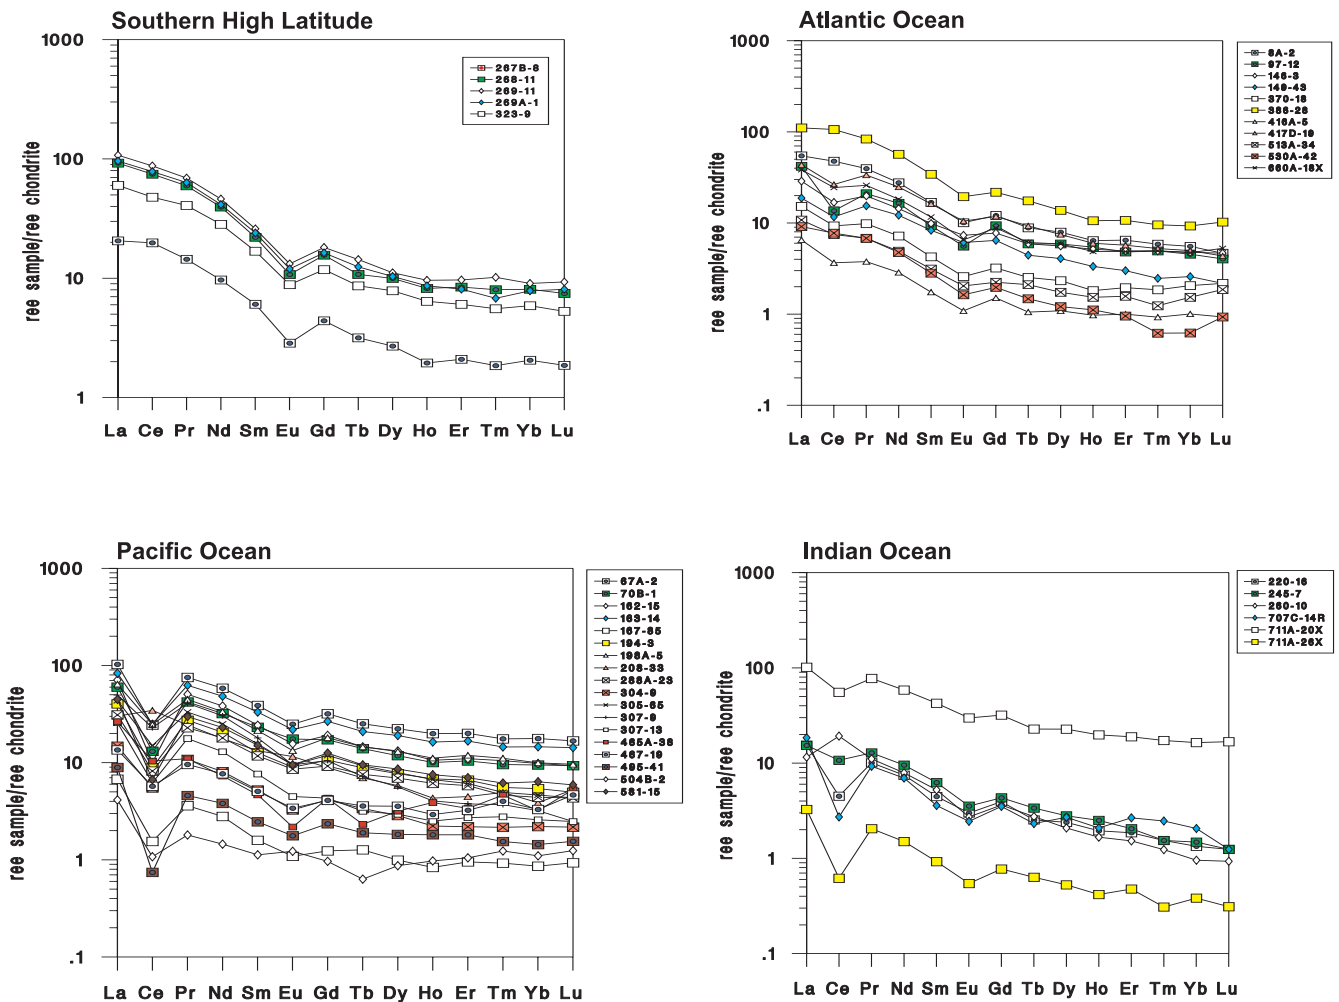 Southern High Latitude
ree sample/ree chondrite
1000
100
10
1
La Ce Pr Nd Sm Eu Gd Tb Dy Ho Er Tm Yb Lu
267B-6
268-11
269-11
269A-1
323-9
Atlantic Ocean
ree sample/ree chondrite
1000
100
10
1
.1
La Ce Pr Nd Sm Eu Gd Tb Dy Ho Er Tm Yb Lu
8A-2
97-12
146-3
149-43
370-18
386-28
416A-5
417D-19
513A-34
530A-42
660A-18X
Pacific Ocean
ree sample/ree chondrite
1000
100
10
1
.1
La Ce Pr Nd Sm Eu Gd Tb Dy Ho Er Tm Yb Lu
67A-2
70B-1
162-15
163-14
167-85
194-3
196A-5
208-33
288A-23
304-9
305-65
307-9
307-13
465A-38
467-19
495-41
504B-2
581-15
Indian Ocean
ree sample/ree chondrite
1000
100
10
1
.1
La Ce Pr Nd Sm Eu Gd Tb Dy Ho Er Tm Yb Lu
220-16
245-7
260-10
707C-14R
711A-20X
711A-26X